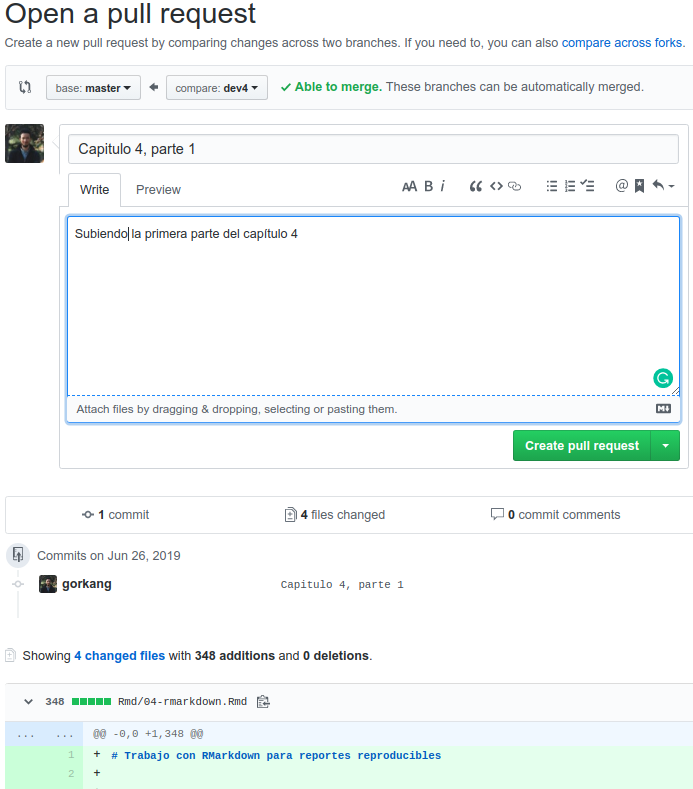 Open a pull request
Create a new pull request by comparing changes across two branches. If you need to, you can also compare across forks.
base: master compare: dev4 Able to merge. These branches can be automatically merged.
Capitulo 4, parte 1
Write Preview AA B i @
Subiendo la primera parte del capítulo 4
Attach files by dragging & dropping, selecting or pasting them.
Create pull request
1 commit 4 files changed 0 commit comments
Commits on Jun 26, 2019
gorkang Capitulo 4, parte 1
Showing 4 changed files with 348 additions and 0 deletions.
348 Rmd/04-rmarkdown.Rmd
... ... @@ -0,0 +1,348 @@
1 + # Trabajo con RMarkdown para reportes reproducibles
2 +